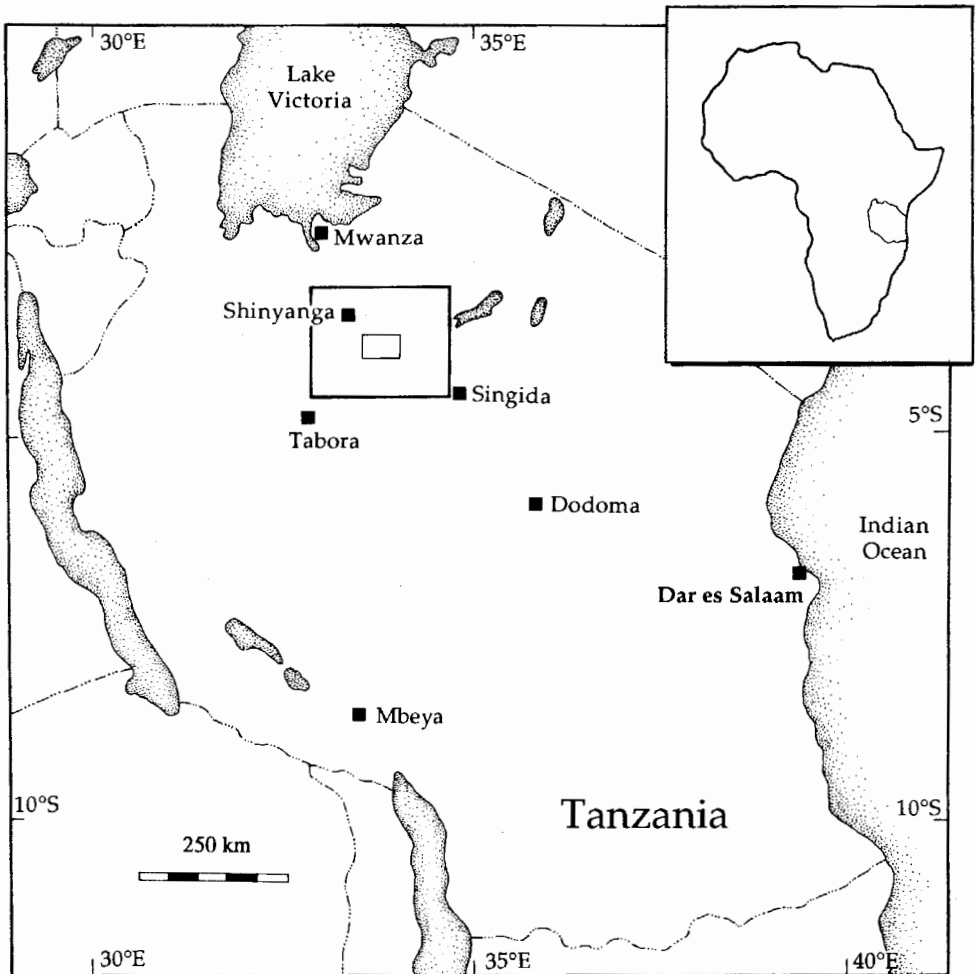 30°E
35°E
Lake
Victoria
Mwanza
Shinyanga
Singida
5°S
Tabora
Dodoma
Indian
Ocean
Dar es Salaam
Mbeya
10°S
Tanzania
10°S
250 km
30°E
35°E
40°E